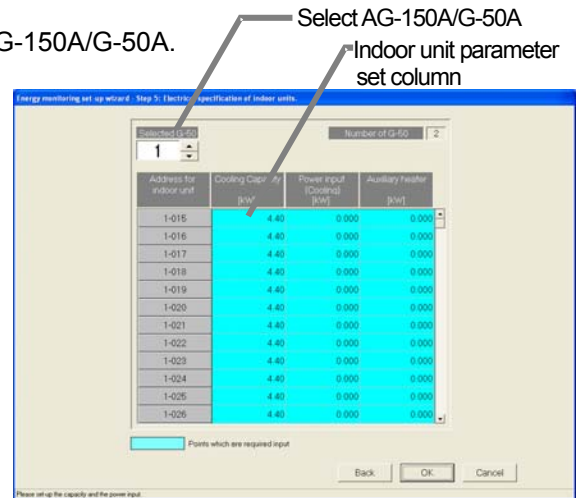 Select AG-150A/G-50A
G-150A/G-50A.
Indoor unit parameter
set column
Energy monitoring set up wizard - Step 5: Electric specification of indoor units.
Selected G-50
Number of G-50 2
1
Address for indoor unit Cooling Capacity [kW] Power input (Cooling) [kW] Auxiliary heater [kW]
1-015 4.40 0.000 0.000
1-016 4.40 0.000 0.000
1-017 4.40 0.000 0.000
1-018 4.40 0.000 0.000
1-019 4.40 0.000 0.000
1-020 4.40 0.000 0.000
1-021 4.40 0.000 0.000
1-022 4.40 0.000 0.000
1-023 4.40 0.000 0.000
1-024 4.40 0.000 0.000
1-025 4.40 0.000 0.000
1-026 4.40 0.000 0.000
Points which are required input
Back OK Cancel
Please set up the capacity and the power input.